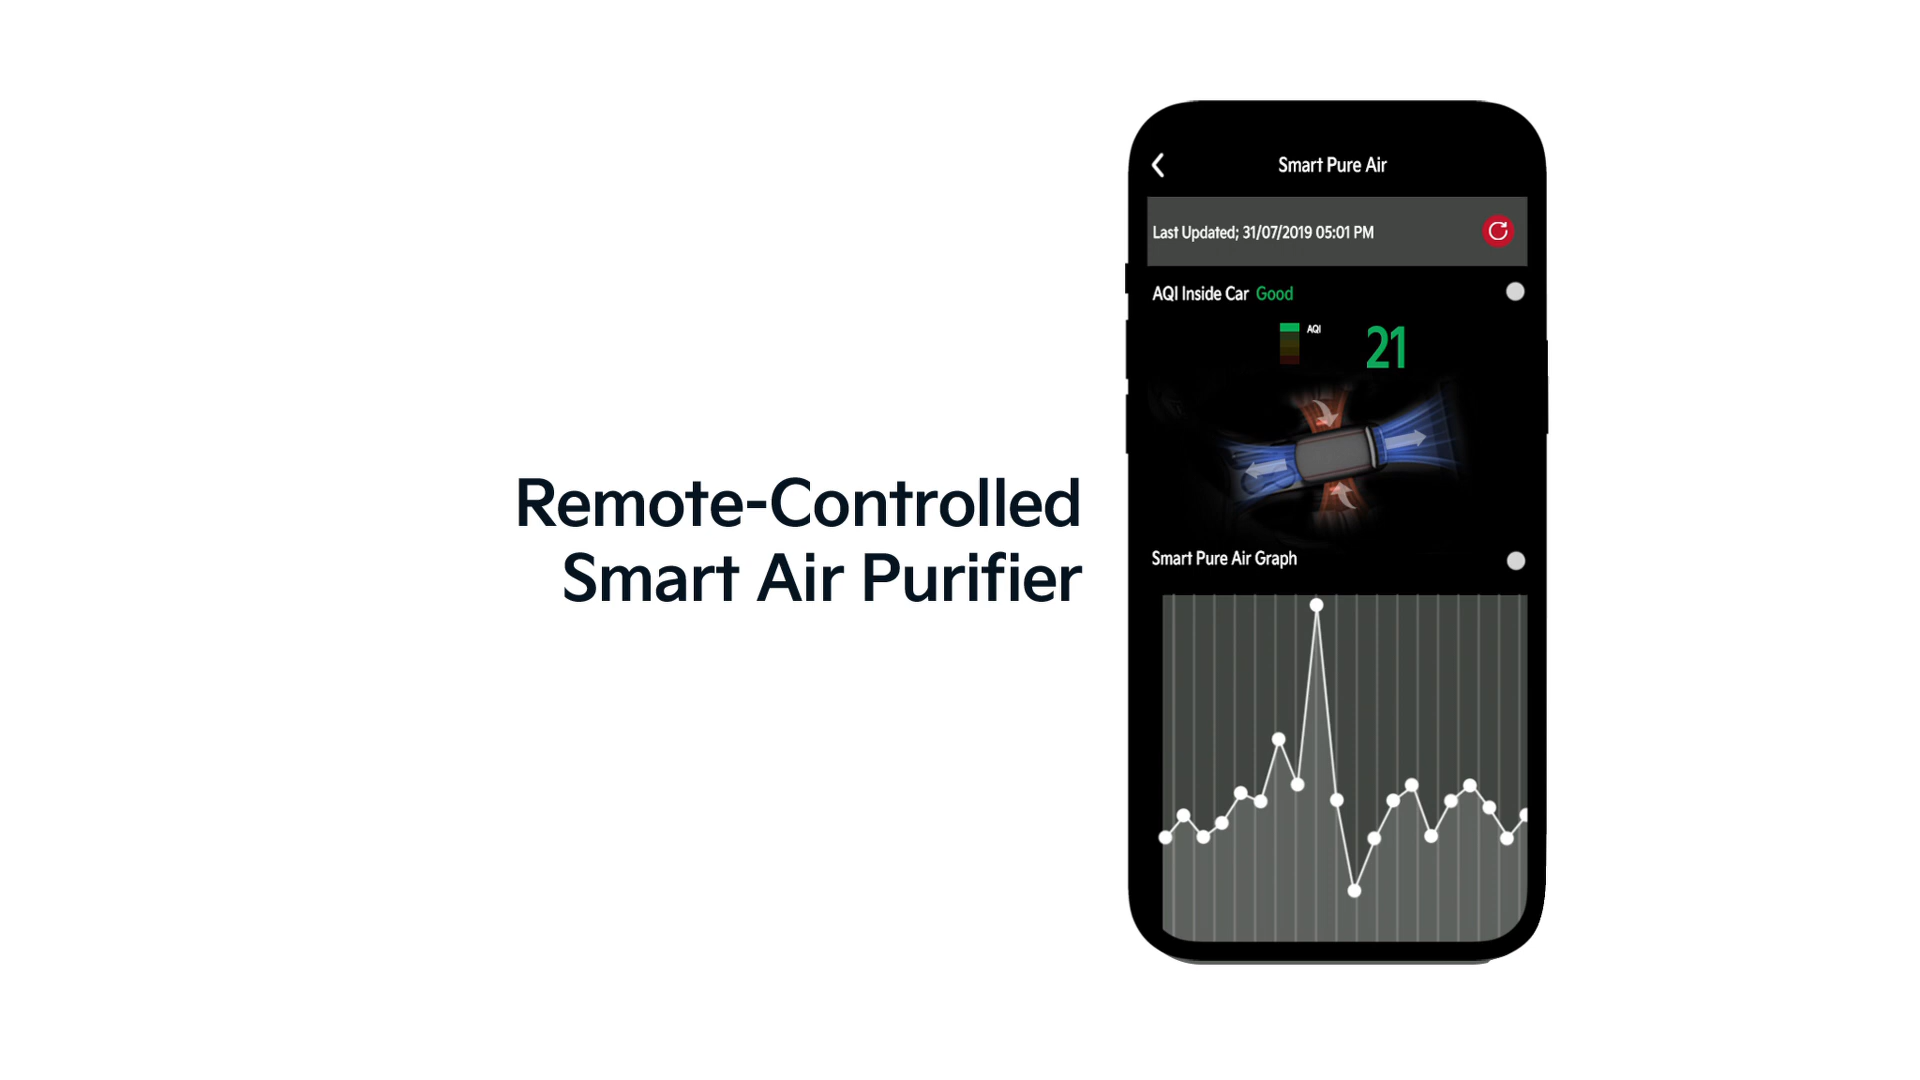 Remote-Controlled
Smart Air Purifier
Smart Pure Air
Last Updated; 31/07/2019 05:01 PM
AQI Inside Car Good
AQI 21
Smart Pure Air Graph